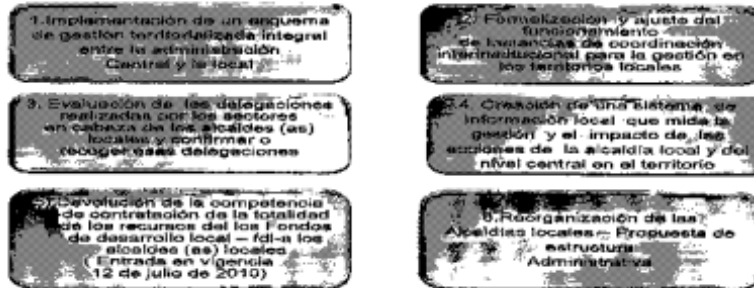 1. Implementación de un esquema
de gestión territorializada integral
entre la administración
Central y la local
2. Formalización y ajuste del
funcionamiento
de instancias de coordinación
interinstitucional para la gestión en
los territorios locales
3. Evaluación de las delegaciones
realizadas por los sectores
en cabeza de los alcaldes (as)
locales y confirmar o
recoger esas delegaciones
4. Creación de una sistema de
información local que mida la
gestión y el impacto de las
acciones de la alcaldía local y del
nivel central en el territorio
5. Devolución de la competencia
de contratación de la totalidad
de los recursos del los Fondos
de desarrollo local – fdl-a los
alcaldes (as) locales
( Entrada en vigencia
12 de julio de 2010)
6.Reorganización de las
Alcaldías locales – Propuesta de
estructura
Administrativa